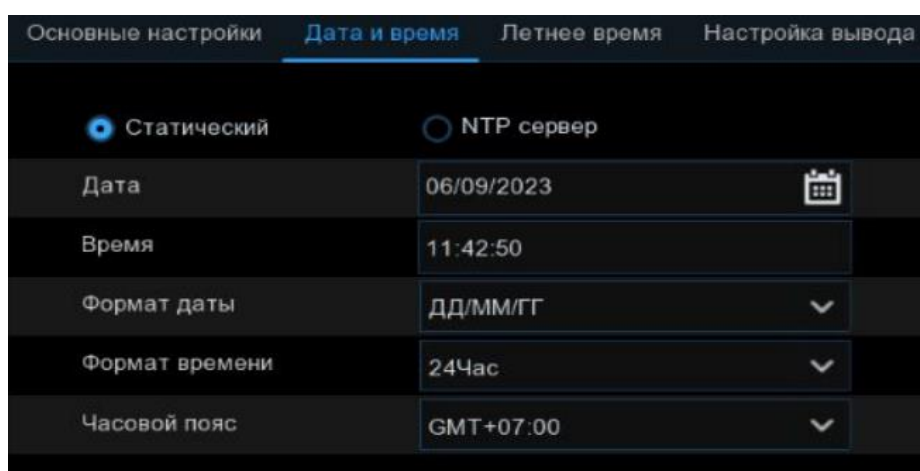 Основные настройки Дата и время Летнее время Настройка вывода
Статический NTP сервер
Дата 06/09/2023
Время 11:42:50
Формат даты ДД/ММ/ГГ
Формат времени 24Час
Часовой пояс GMT+07:00